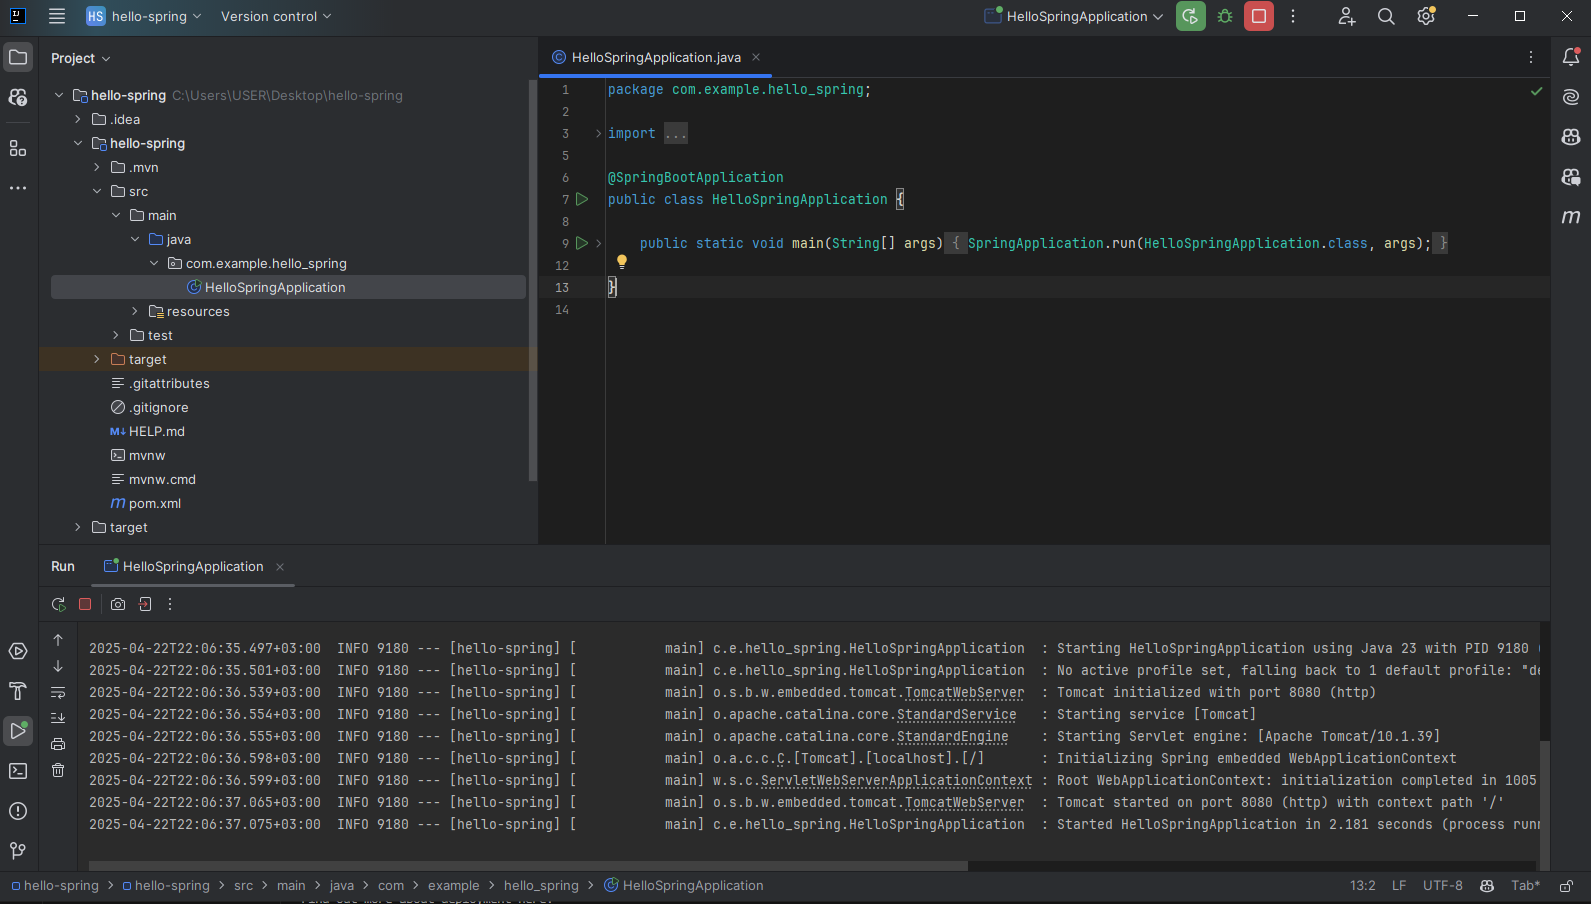 HS hello-spring Version control HelloSpringApplication
Project
HelloSpringApplication.java
hello-spring C:\Users\USER\Desktop\hello-spring
.idea
hello-spring
.mvn
src
main
java
com.example.hello_spring
HelloSpringApplication
resources
test
target
.gitattributes
.gitignore
HELP.md
mvnw
mvnw.cmd
pom.xml
target
1 package com.example.hello_spring;
2
3 import ...
5
6 @SpringBootApplication
7 public class HelloSpringApplication {
8
9 public static void main(String[] args) { SpringApplication.run(HelloSpringApplication.class, args); }
12
13 }
14
Run HelloSpringApplication
2025-04-22T22:06:35.497+03:00  INFO 9180 --- [hello-spring] [           main] c.e.hello_spring.HelloSpringApplication  : Starting HelloSpringApplication using Java 23 with PID 9180
2025-04-22T22:06:35.501+03:00  INFO 9180 --- [hello-spring] [           main] c.e.hello_spring.HelloSpringApplication  : No active profile set, falling back to 1 default profile: "de
2025-04-22T22:06:36.539+03:00  INFO 9180 --- [hello-spring] [           main] o.s.b.w.embedded.tomcat.TomcatWebServer  : Tomcat initialized with port 8080 (http)
2025-04-22T22:06:36.554+03:00  INFO 9180 --- [hello-spring] [           main] o.apache.catalina.core.StandardService   : Starting service [Tomcat]
2025-04-22T22:06:36.555+03:00  INFO 9180 --- [hello-spring] [           main] o.apache.catalina.core.StandardEngine    : Starting Servlet engine: [Apache Tomcat/10.1.39]
2025-04-22T22:06:36.598+03:00  INFO 9180 --- [hello-spring] [           main] o.a.c.c.C.[Tomcat].[localhost].[/]       : Initializing Spring embedded WebApplicationContext
2025-04-22T22:06:36.599+03:00  INFO 9180 --- [hello-spring] [           main] w.s.c.ServletWebServerApplicationContext : Root WebApplicationContext: initialization completed in 1005
2025-04-22T22:06:37.065+03:00  INFO 9180 --- [hello-spring] [           main] o.s.b.w.embedded.tomcat.TomcatWebServer  : Tomcat started on port 8080 (http) with context path '/'
2025-04-22T22:06:37.075+03:00  INFO 9180 --- [hello-spring] [           main] c.e.hello_spring.HelloSpringApplication  : Started HelloSpringApplication in 2.181 seconds (process run
hello-spring > hello-spring > src > main > java > com > example > hello_spring > HelloSpringApplication 13:2 LF UTF-8 Tab*